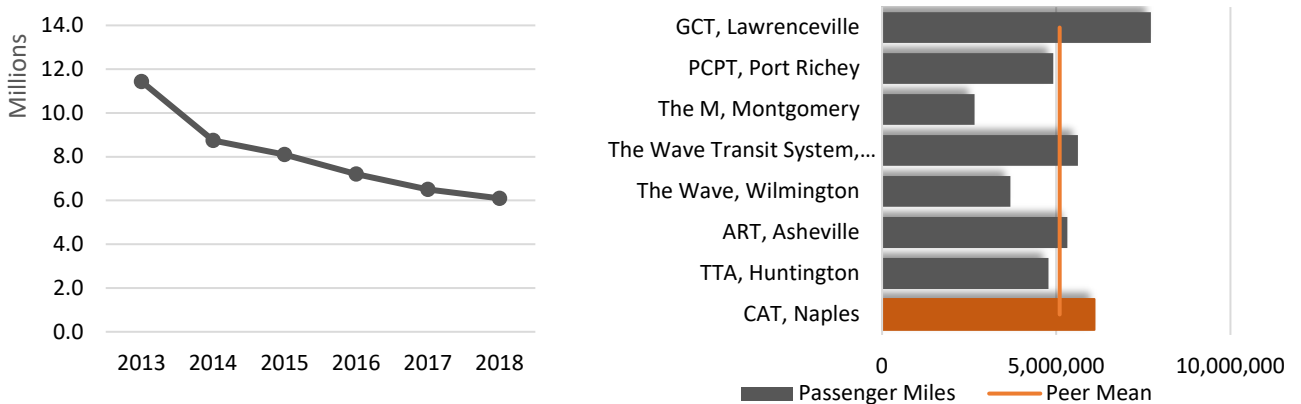 Millions
14.0
12.0
10.0
8.0
6.0
4.0
2.0
0.0
2013 2014 2015 2016 2017 2018
GCT, Lawrenceville
PCPT, Port Richey
The M, Montgomery
The Wave Transit System,...
The Wave, Wilmington
ART, Asheville
TTA, Huntington
CAT, Naples
0 5,000,000 10,000,000
Passenger Miles Peer Mean